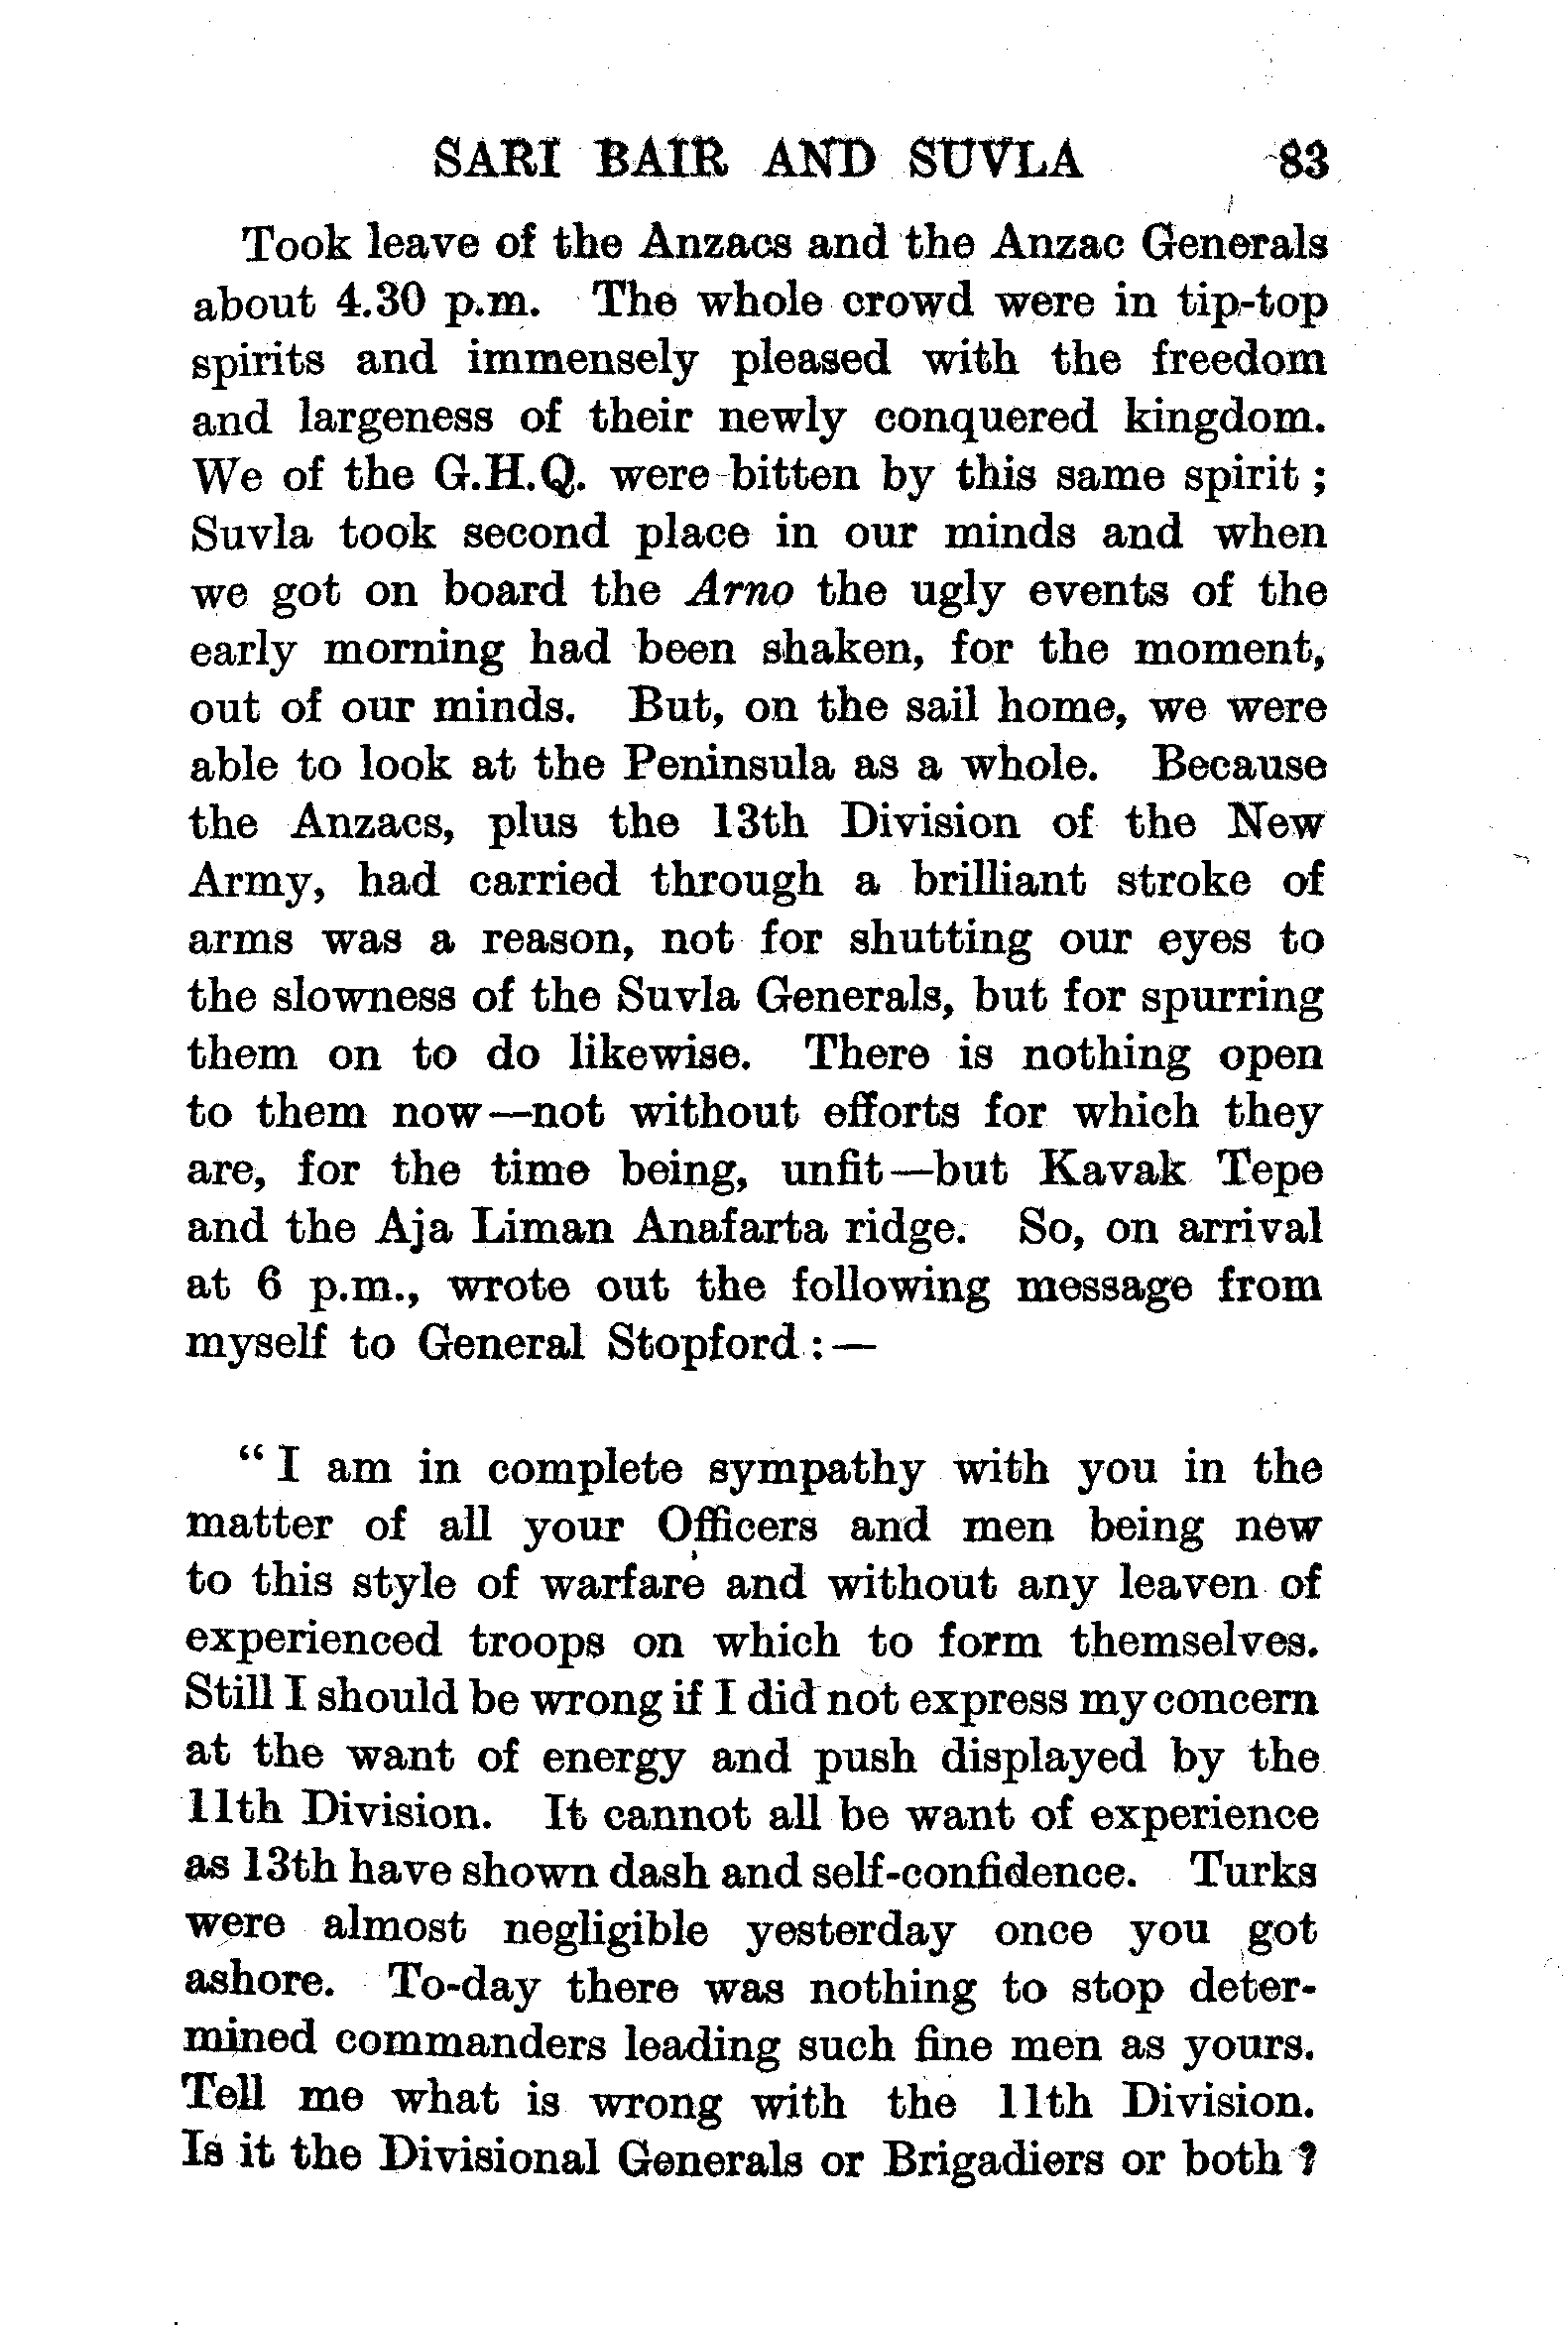 SARI BAIR AND SUVLA 83
Took leave of the Anzacs and the Anzac Generals
about 4.30 p.m. The whole crowd were in tip-top
spirits and immensely pleased with the freedom
and largeness of their newly conquered kingdom.
We of the G.H.Q. were bitten by this same spirit ;
Suvla took second place in our minds and when
we got on board the Arno the ugly events of the
early morning had been shaken, for the moment,
out of our minds. But, on the sail home, we were
able to look at the Peninsula as a whole. Because
the Anzacs, plus the 13th Division of the New
Army, had carried through a brilliant stroke of
arms was a reason, not for shutting our eyes to
the slowness of the Suvla Generals, but for spurring
them on to do likewise. There is nothing open
to them now—not without efforts for which they
are, for the time being, unfit—but Kavak Tepe
and the Aja Liman Anafarta ridge. So, on arrival
at 6 p.m., wrote out the following message from
myself to General Stopford :—
“ I am in complete sympathy with you in the
matter of all your Officers and men being new
to this style of warfare and without any leaven of
experienced troops on which to form themselves.
Still I should be wrong if I did not express my concern
at the want of energy and push displayed by the
11th Division. It cannot all be want of experience
as 13th have shown dash and self-confidence. Turks
were almost negligible yesterday once you got
ashore. To-day there was nothing to stop deter-
mined commanders leading such fine men as yours.
Tell me what is wrong with the 11th Division.
Is it the Divisional Generals or Brigadiers or both ?